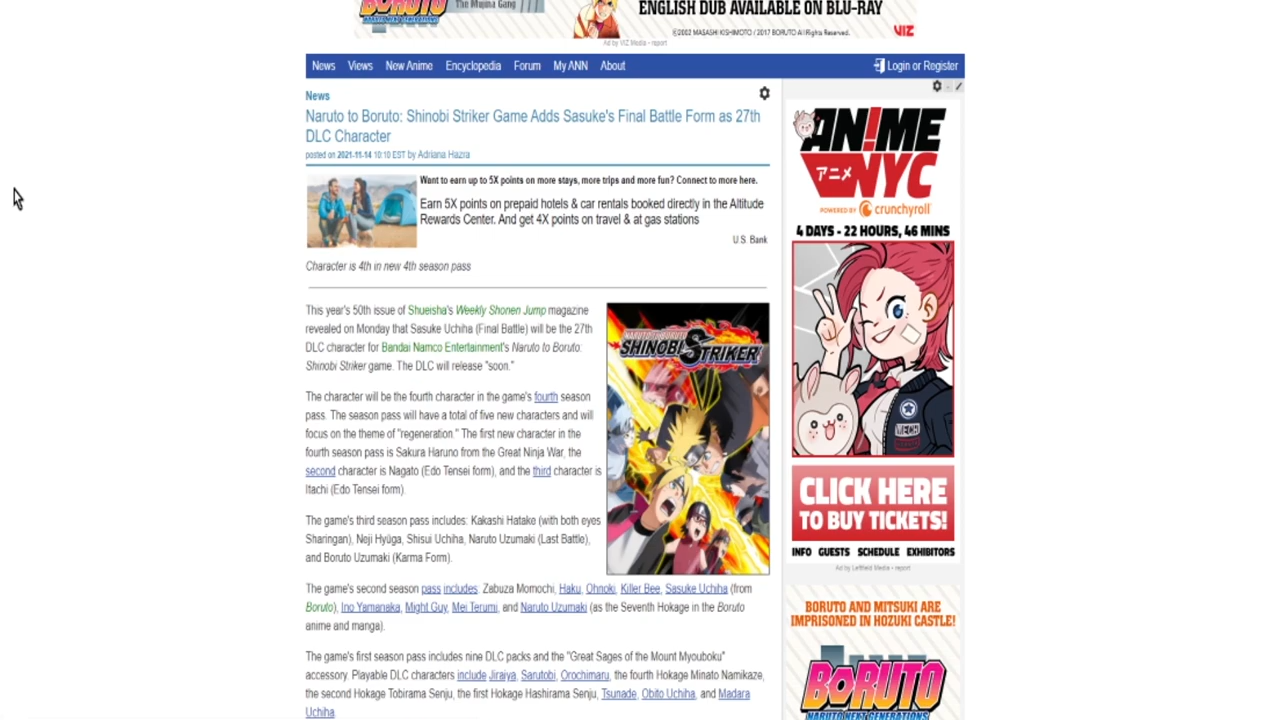 BORUTO
NARUTO NEXT GENERATIONS
The Mujina Gang
ENGLISH DUB AVAILABLE ON BLU-RAY
©2002 MASASHI KISHIMOTO / 2017 BORUTO All Rights Reserved.
VIZ
Ad by VIZ Media - report
News Views New Anime Encyclopedia Forum My ANN About Login or Register
News
Naruto to Boruto: Shinobi Striker Game Adds Sasuke's Final Battle Form as 27th
DLC Character
posted on 2021-11-14 10:10 EST by Adriana Hazra
Want to earn up to 5X points on more stays, more trips and more fun? Connect to more here.
Earn 5X points on prepaid hotels & car rentals booked directly in the Altitude
Rewards Center. And get 4X points on travel & at gas stations
U.S. Bank
Character is 4th in new 4th season pass
This year's 50th issue of Shueisha's Weekly Shonen Jump magazine
revealed on Monday that Sasuke Uchiha (Final Battle) will be the 27th
DLC character for Bandai Namco Entertainment's Naruto to Boruto:
Shinobi Striker game. The DLC will release "soon."
The character will be the fourth character in the game's fourth season
pass. The season pass will have a total of five new characters and will
focus on the theme of "regeneration." The first new character in the
fourth season pass is Sakura Haruno from the Great Ninja War, the
second character is Nagato (Edo Tensei form), and the third character is
Itachi (Edo Tensei form).
The game's third season pass includes: Kakashi Hatake (with both eyes
Sharingan), Neji Hyūga, Shisui Uchiha, Naruto Uzumaki (Last Battle),
and Boruto Uzumaki (Karma Form).
The game's second season pass includes: Zabuza Momochi, Haku, Ohnoki, Killer Bee, Sasuke Uchiha (from
Boruto), Ino Yamanaka, Might Guy, Mei Terumi, and Naruto Uzumaki (as the Seventh Hokage in the Boruto
anime and manga).
The game's first season pass includes nine DLC packs and the "Great Sages of the Mount Myouboku"
accessory. Playable DLC characters include Jiraiya, Sarutobi, Orochimaru, the fourth Hokage Minato Namikaze,
the second Hokage Tobirama Senju, the first Hokage Hashirama Senju, Tsunade, Obito Uchiha, and Madara
Uchiha.
NARUTO TO BORUTO
SHINOBI STRIKER
ANIME
アニメ NYC
POWERED BY crunchyroll
4 DAYS - 22 HOURS, 46 MINS
MECHI
CLICK HERE
TO BUY TICKETS!
INFO GUESTS SCHEDULE EXHIBITORS
Ad by Leftfield Media - report
BORUTO AND MITSUKI ARE
IMPRISONED IN HOZUKI CASTLE!
BORUTO
NARUTO NEXT GENERATIONS